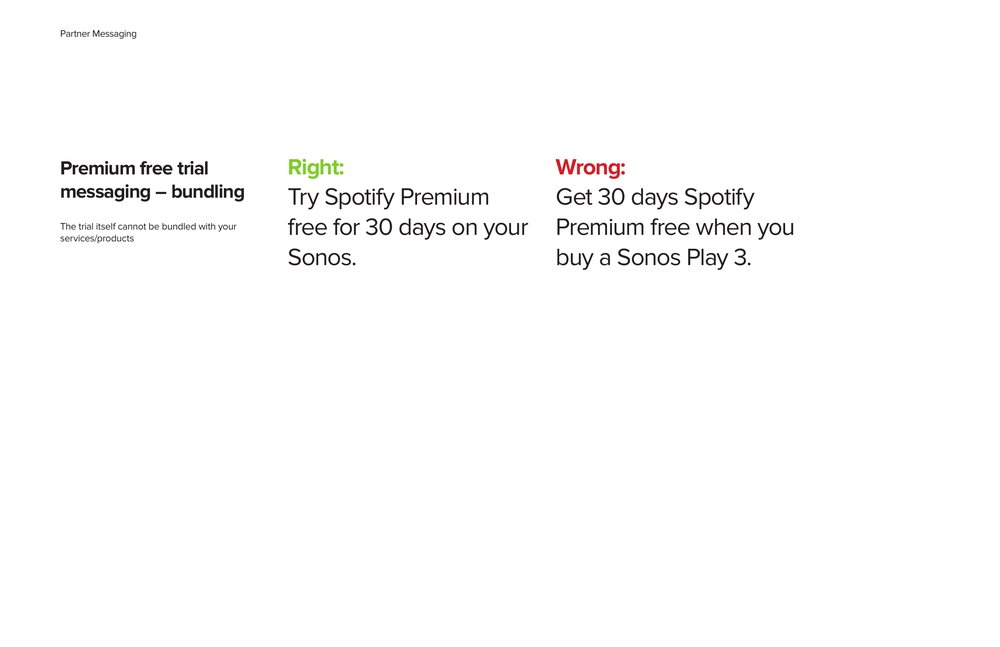 Partner Messaging
Premium free trial
messaging – bundling
The trial itself cannot be bundled with your
services/products
Right:
Try Spotify Premium
free for 30 days on your
Sonos.
Wrong:
Get 30 days Spotify
Premium free when you
buy a Sonos Play 3.